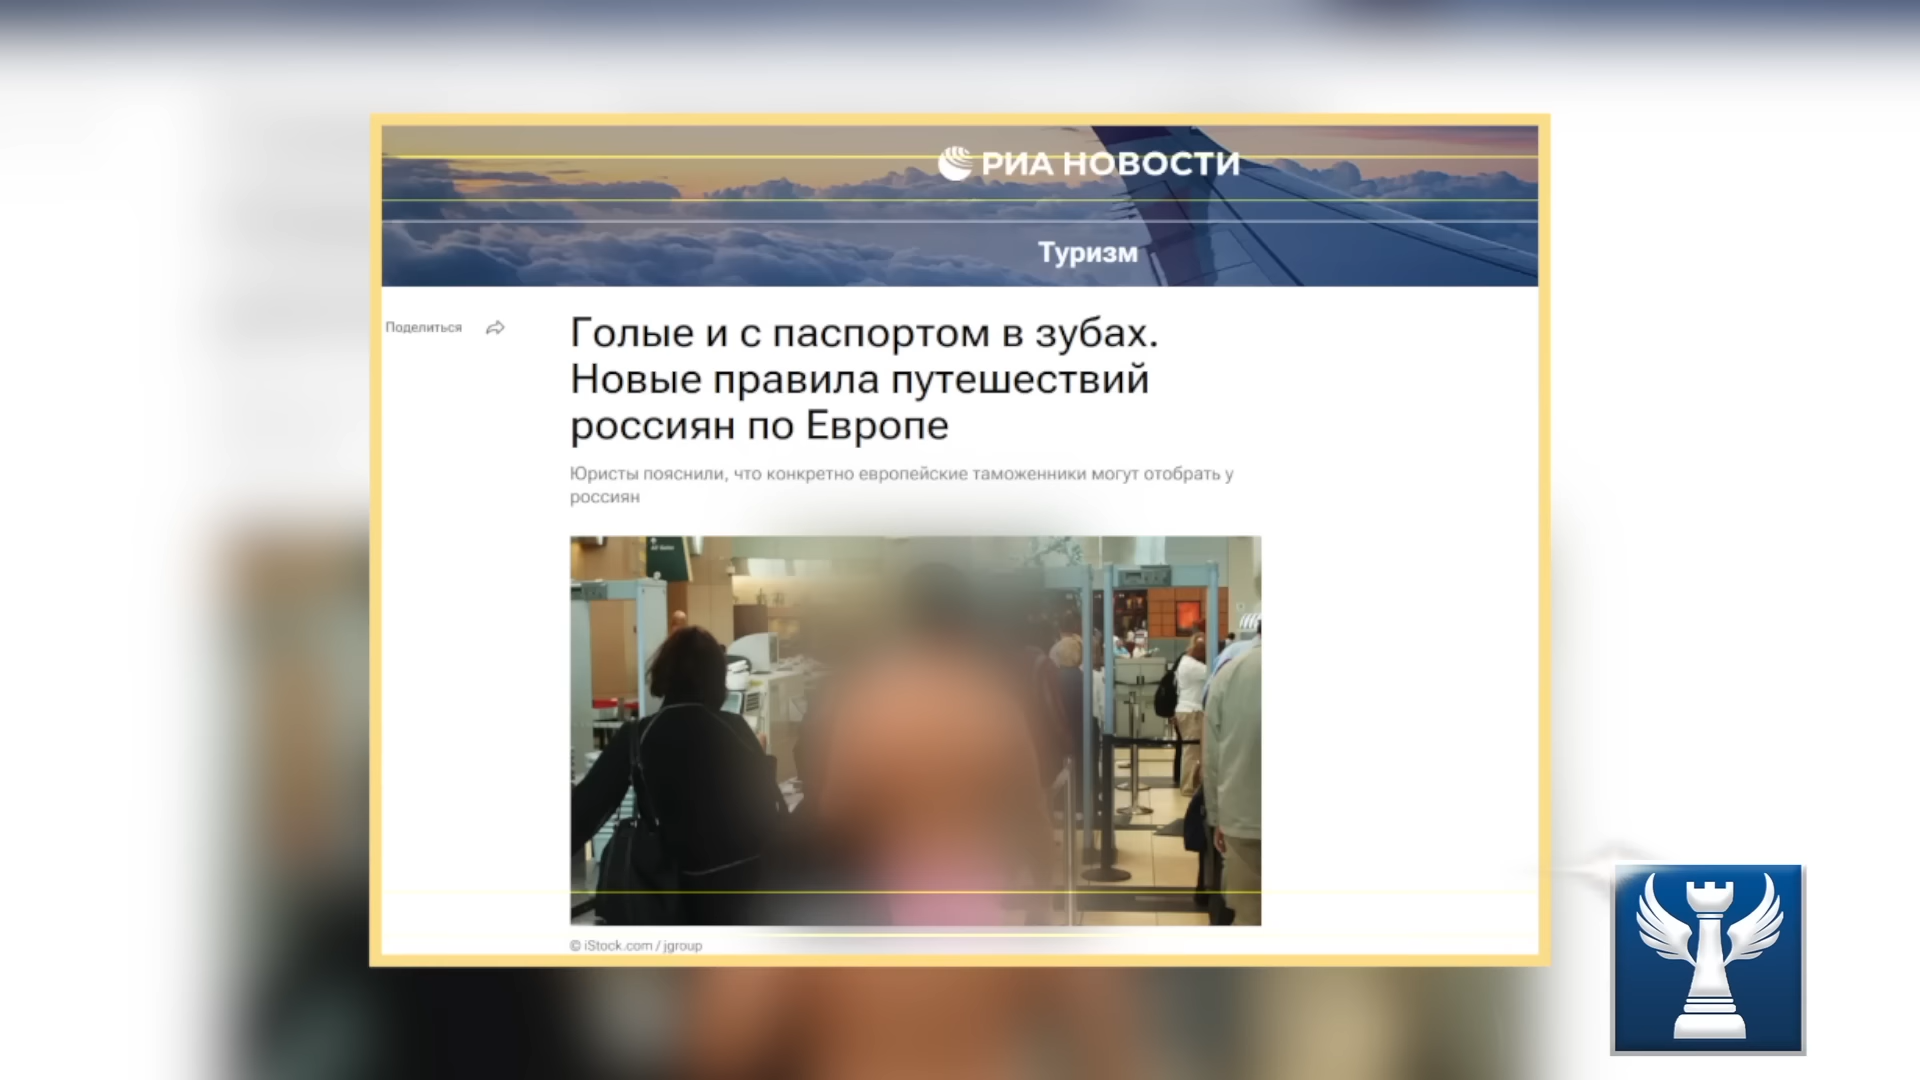 РИА НОВОСТИ
Туризм
Поделиться
Голые и с паспортом в зубах.
Новые правила путешествий
россиян по Европе
Юристы пояснили, что конкретно европейские таможенники могут отобрать у
россиян
© iStock.com / jgroup